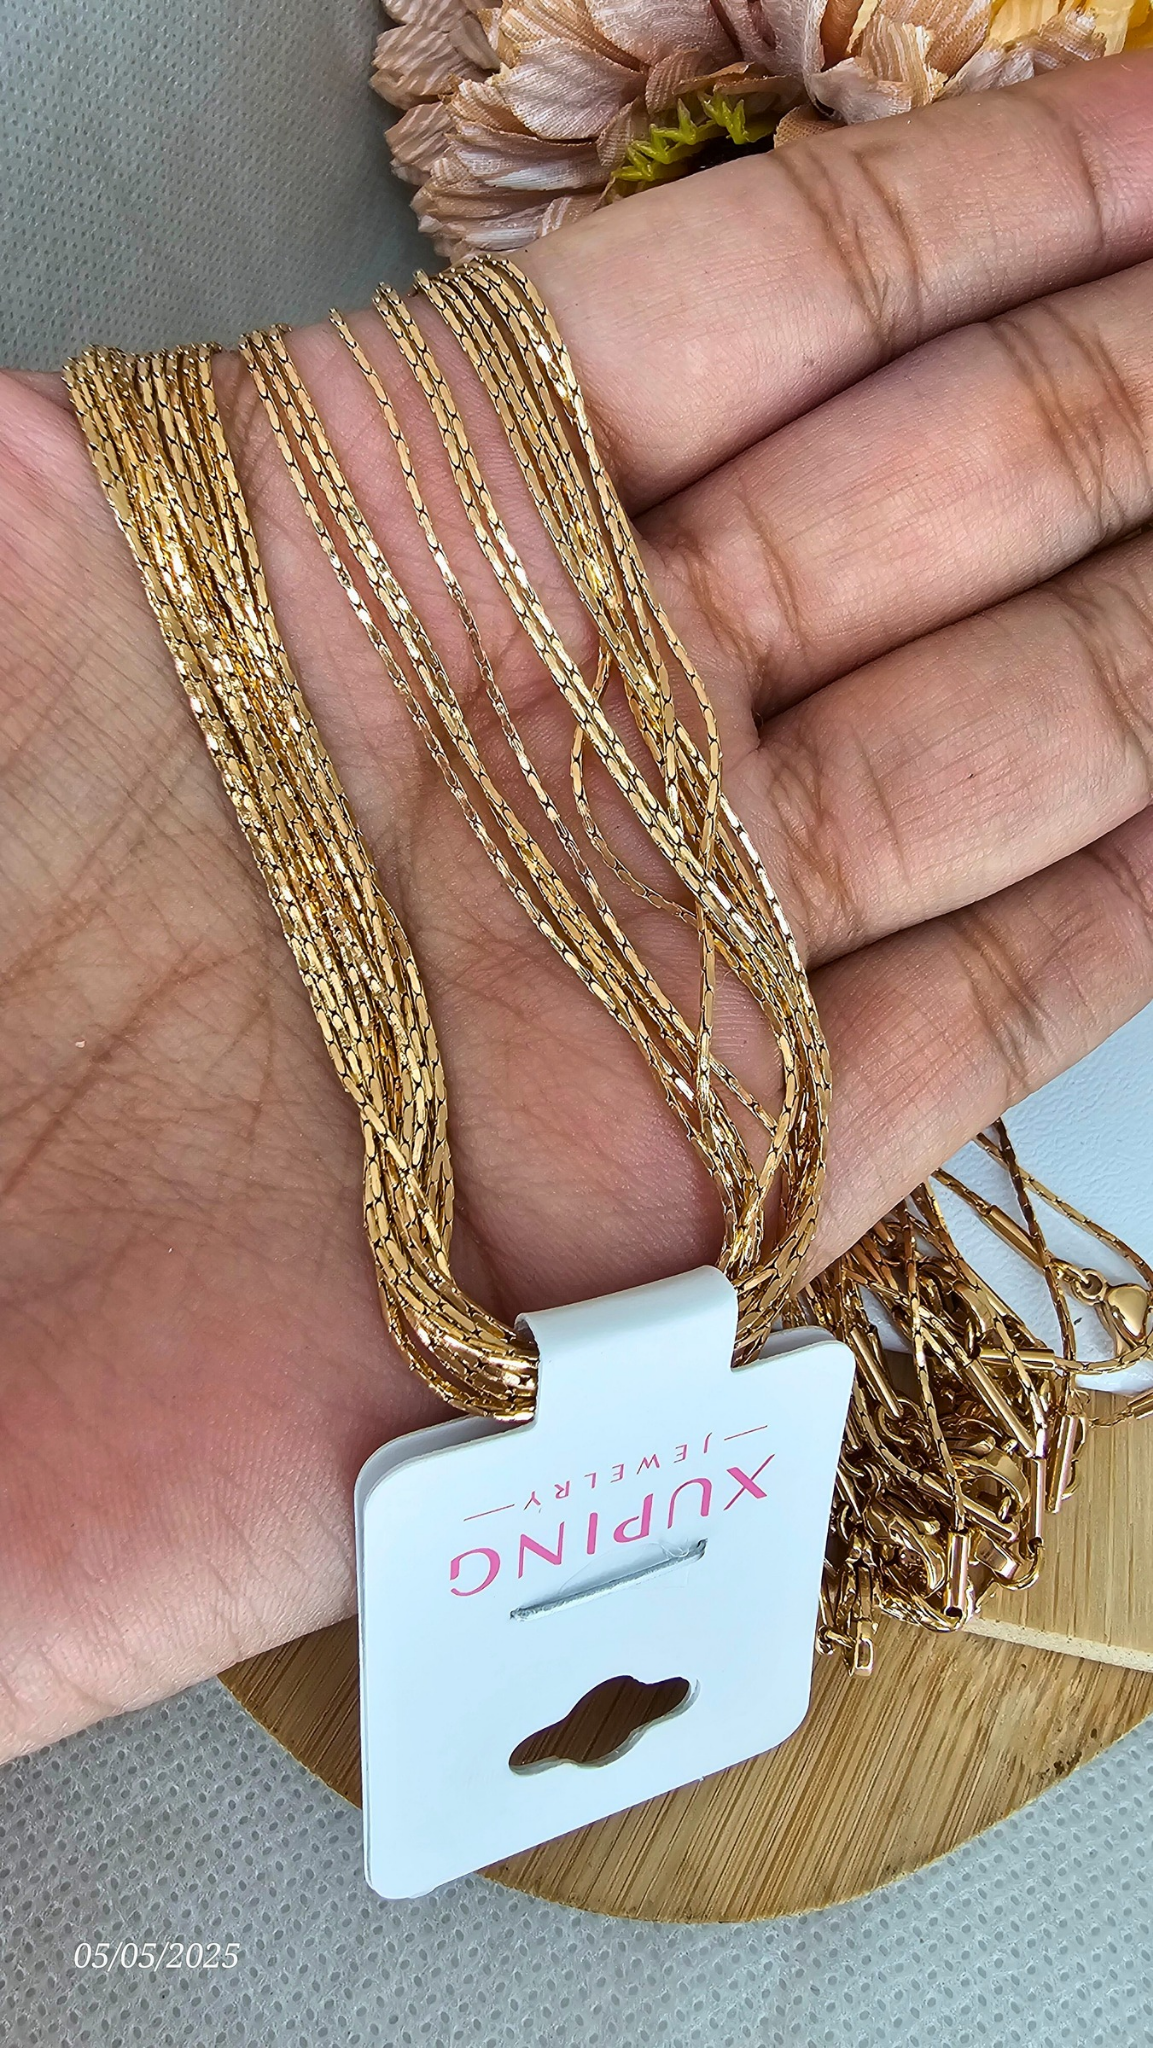 XUPING
— JEWELRY —
05/05/2025